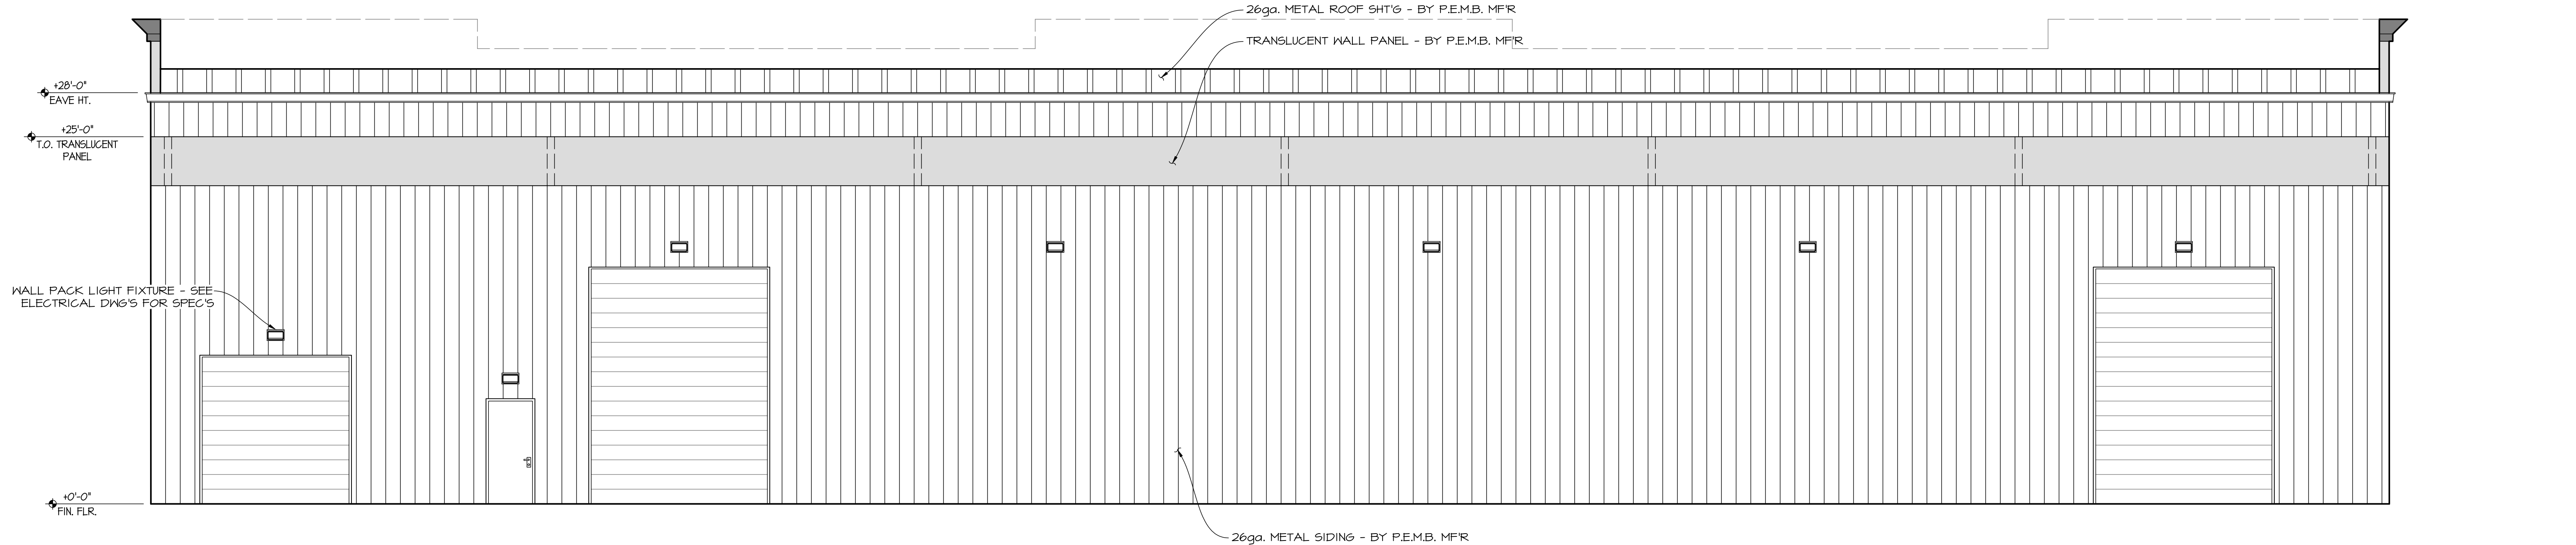 26ga. METAL ROOF SHT'G - BY P.E.M.B. MF'R
TRANSLUCENT WALL PANEL - BY P.E.M.B. MF'R
+28'-0"
EAVE HT.
+25'-0"
T.O. TRANSLUCENT
PANEL
WALL PACK LIGHT FIXTURE - SEE
ELECTRICAL DWG'S FOR SPEC'S
+0'-0"
FIN. FLR.
26ga. METAL SIDING - BY P.E.M.B. MF'R